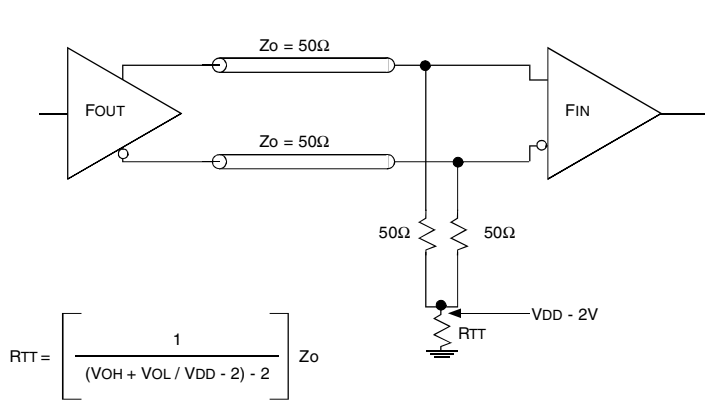 Zo = 50Ω
FOUT
FIN
Zo = 50Ω
50Ω
50Ω
VDD - 2V
RTT
RTT = [ 1 / (VOH + VOL / VDD - 2) - 2 ] Zo